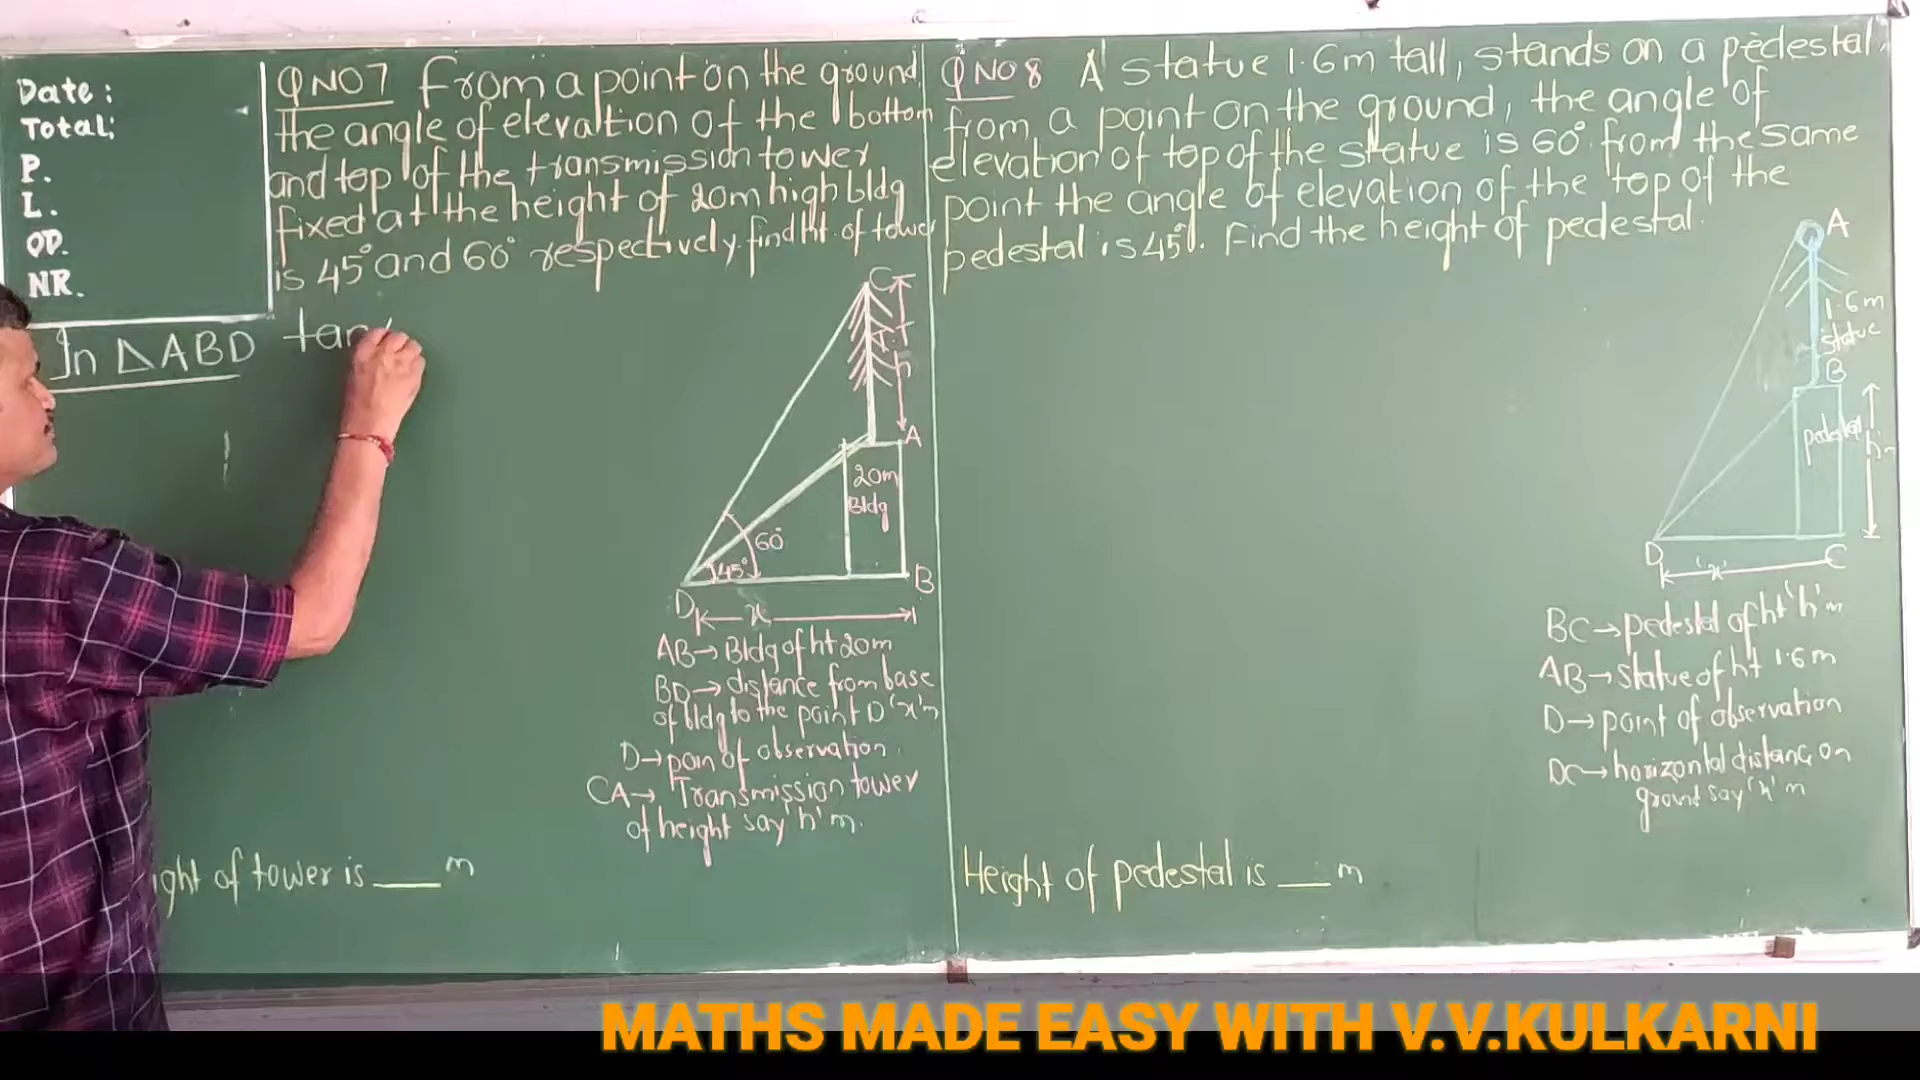 Date:
Total:
P.
L.
OD.
NR.
Q NO 7 From a point on the ground
the angle of elevaltion of the bottom
and top of the transmission tower
fixed at the height of 20m high bldg
is 45° and 60° respectively. find ht. of tower
In △ABD tan
C
T.T
h
A
20m
Bldg
60°
45°
B
D
x
AB→Bldg of ht 20m
BD→distance from base
of bldg to the point D 'x' m
D→poin of observation.
CA→ Transmission tower
of height say 'h' m.
ight of tower is ____ m
Q NO 8 A statue 1.6m tall, stands on a pedestal,
from a point on the ground, the angle of
elevation of top of the statue is 60° from the same
point the angle of elevation of the top of the
pedestal is 45°. Find the height of pedestal.
A
1.6m
statue
B
pedestal
'h'm
D
C
'x'
BC→pedestal of ht 'h' m
AB→statue of ht 1.6 m
D→point of observation
DC→horizontal distanc on
ground say 'x' m
Height of pedestal is ___ m
MATHS MADE EASY WITH V.V.KULKARNI